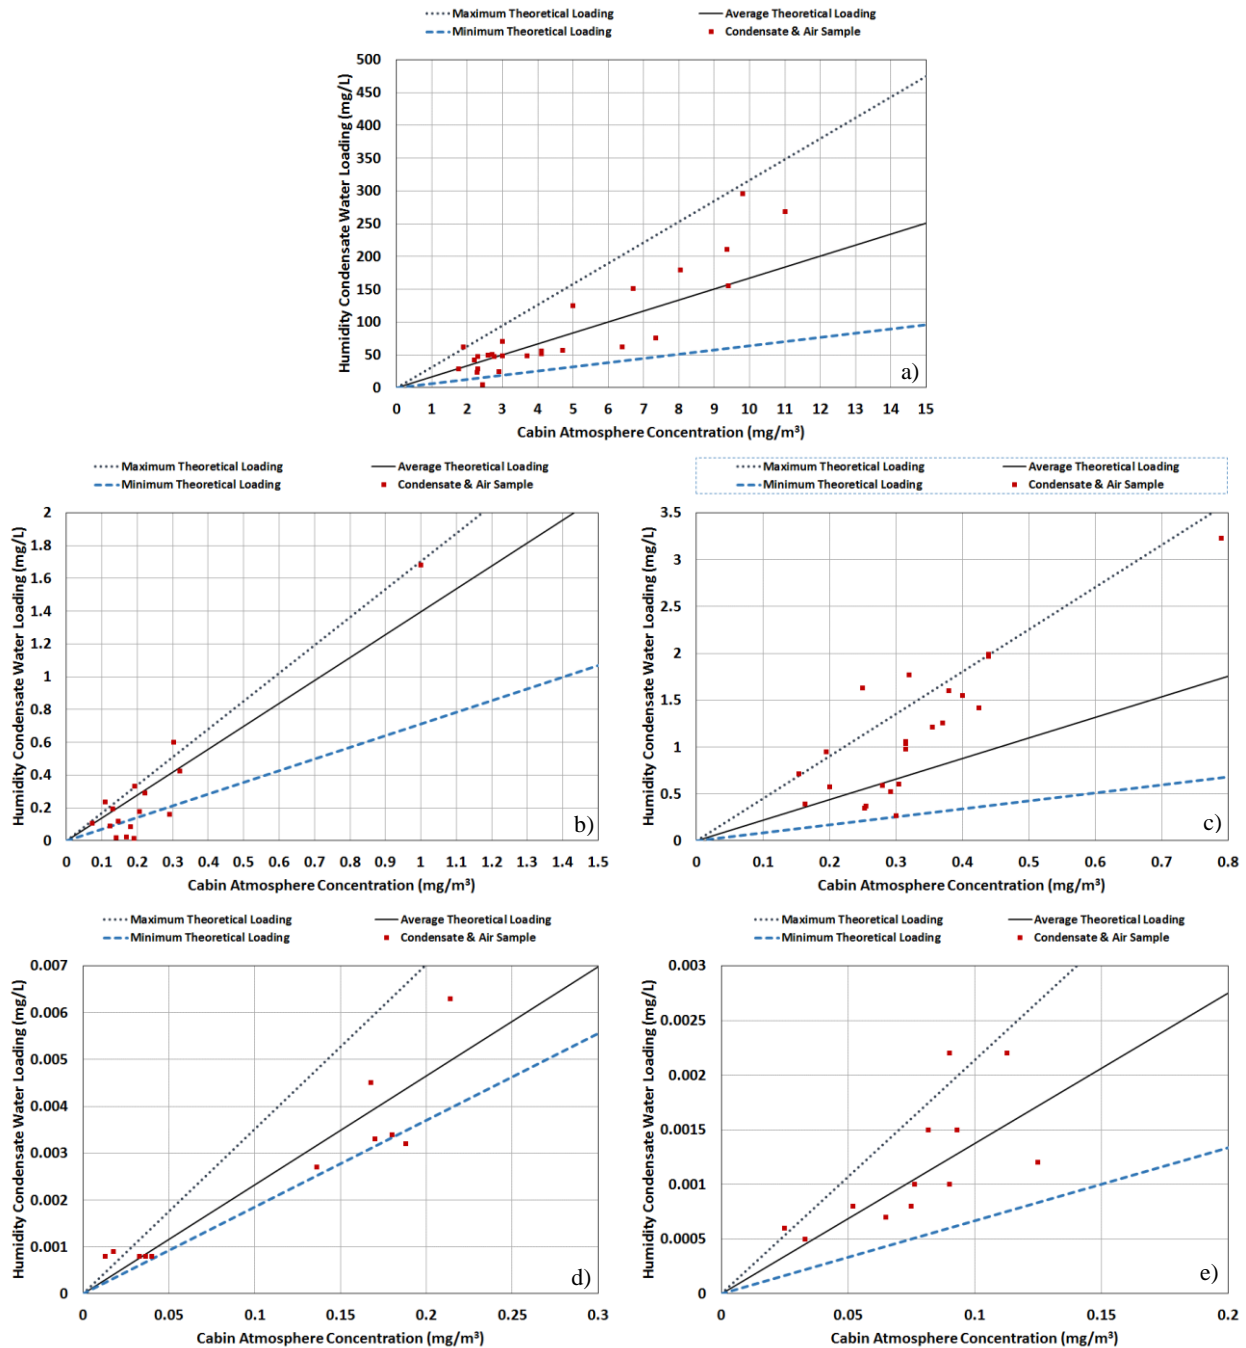 Maximum Theoretical Loading Average Theoretical Loading
Minimum Theoretical Loading Condensate & Air Sample
Humidity Condensate Water Loading (mg/L)
500
450
400
350
300
250
200
150
100
50
0
0 1 2 3 4 5 6 7 8 9 10 11 12 13 14 15
Cabin Atmosphere Concentration (mg/m³)
a)
Maximum Theoretical Loading Average Theoretical Loading
Minimum Theoretical Loading Condensate & Air Sample
Humidity Condensate Water Loading (mg/L)
2
1.8
1.6
1.4
1.2
1
0.8
0.6
0.4
0.2
0
0 0.1 0.2 0.3 0.4 0.5 0.6 0.7 0.8 0.9 1 1.1 1.2 1.3 1.4 1.5
Cabin Atmosphere Concentration (mg/m³)
b)
Maximum Theoretical Loading Average Theoretical Loading
Minimum Theoretical Loading Condensate & Air Sample
Humidity Condensate Water Loading (mg/L)
3.5
3
2.5
2
1.5
1
0.5
0
0 0.1 0.2 0.3 0.4 0.5 0.6 0.7 0.8
Cabin Atmosphere Concentration (mg/m³)
c)
Maximum Theoretical Loading Average Theoretical Loading
Minimum Theoretical Loading Condensate & Air Sample
Humidity Condensate Water Loading (mg/L)
0.007
0.006
0.005
0.004
0.003
0.002
0.001
0
0 0.05 0.1 0.15 0.2 0.25 0.3
Cabin Atmosphere Concentration (mg/m³)
d)
Maximum Theoretical Loading Average Theoretical Loading
Minimum Theoretical Loading Condensate & Air Sample
Humidity Condensate Water Loading (mg/L)
0.003
0.0025
0.002
0.0015
0.001
0.0005
0
0 0.05 0.1 0.15 0.2
Cabin Atmosphere Concentration (mg/m³)
e)